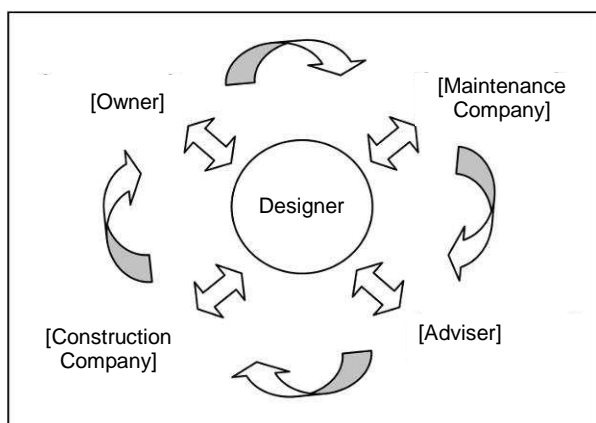 [Owner]
[Maintenance
Company]
Designer
[Construction
Company]
[Adviser]